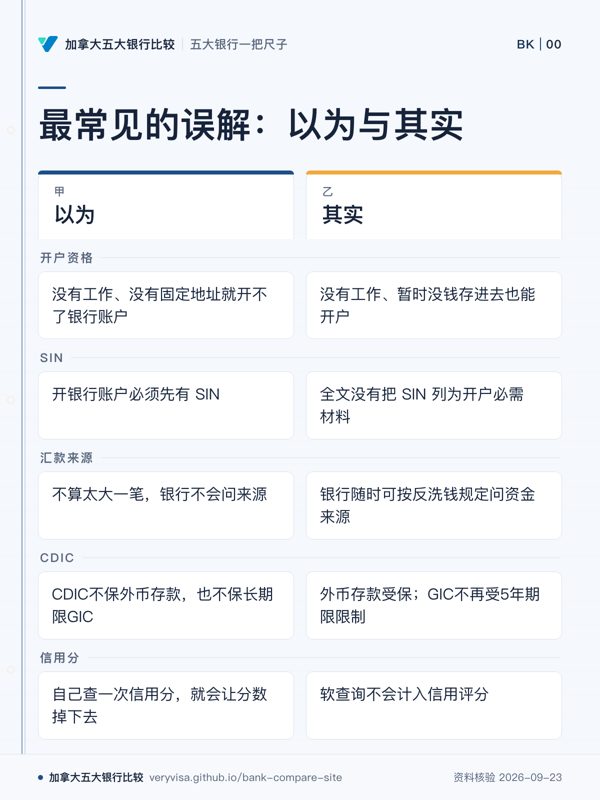 加拿大五大银行比较 五大银行一把尺子 BK | 00
最常见的误解：以为与其实
甲
以为
乙
其实
开户资格
没有工作、没有固定地址就开不
了银行账户
没有工作、暂时没钱存进去也能
开户
SIN
开银行账户必须先有 SIN
全文没有把 SIN 列为开户必需
材料
汇款来源
不算太大一笔，银行不会问来源
银行随时可按反洗钱规定问资金
来源
CDIC
CDIC不保外币存款，也不保长期
限GIC
外币存款受保；GIC不再受5年期
限限制
信用分
自己查一次信用分，就会让分数
掉下去
软查询不会计入信用评分
加拿大五大银行比较 veryvisa.github.io/bank-compare-site 资料核验 2026-09-23